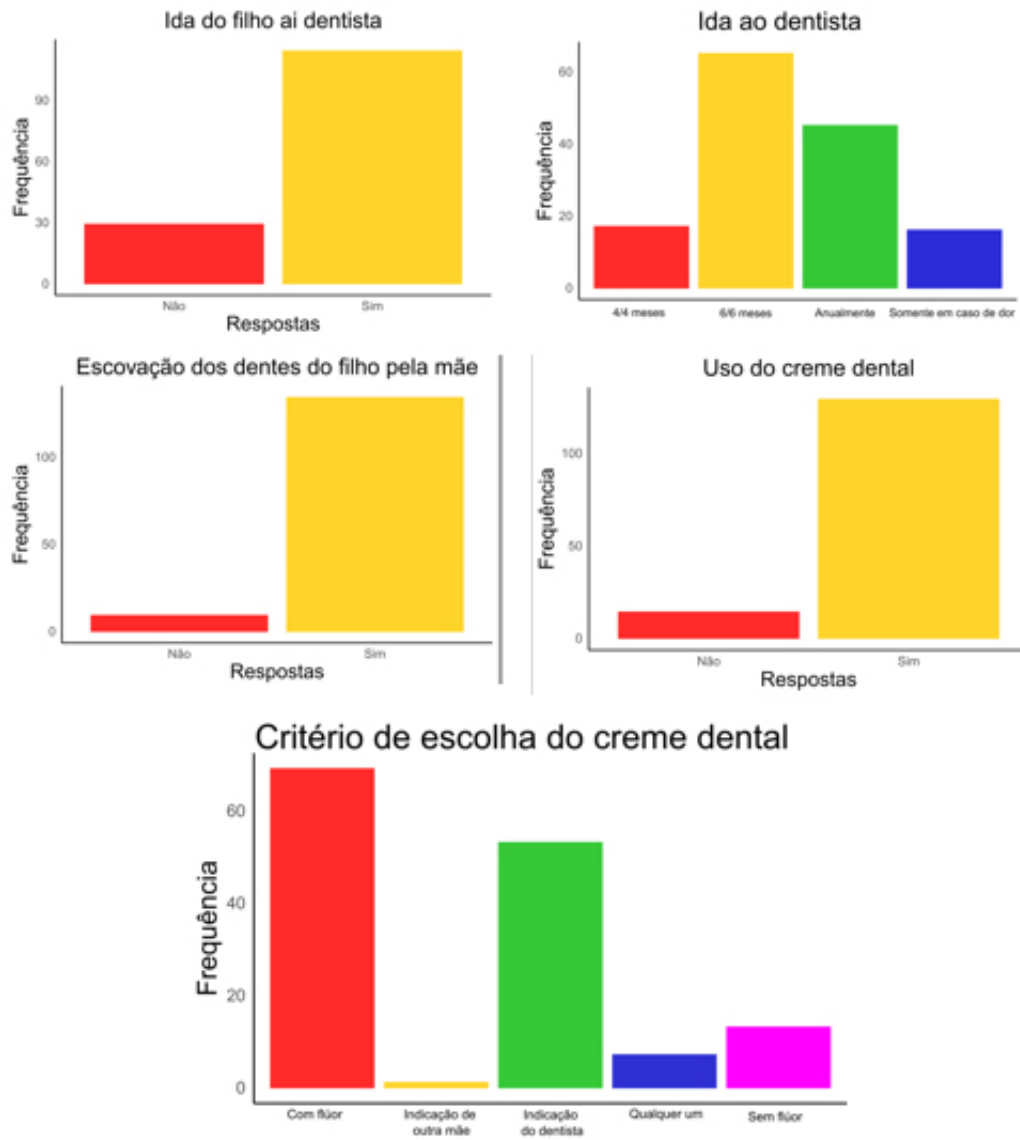 Ida do filho ai dentista
Frequência
90
60
30
0
Não Sim
Respostas
Ida ao dentista
Frequência
60
40
20
0
4/4 meses 6/6 meses Anualmente Somente em caso de dor
Escovação dos dentes do filho pela mãe
Frequência
100
50
0
Não Sim
Respostas
Uso do creme dental
Frequência
100
50
0
Não Sim
Respostas
Critério de escolha do creme dental
Frequência
60
40
20
0
Com flúor Indicação de Indicação Qualquer um Sem flúor
outra mãe do dentista